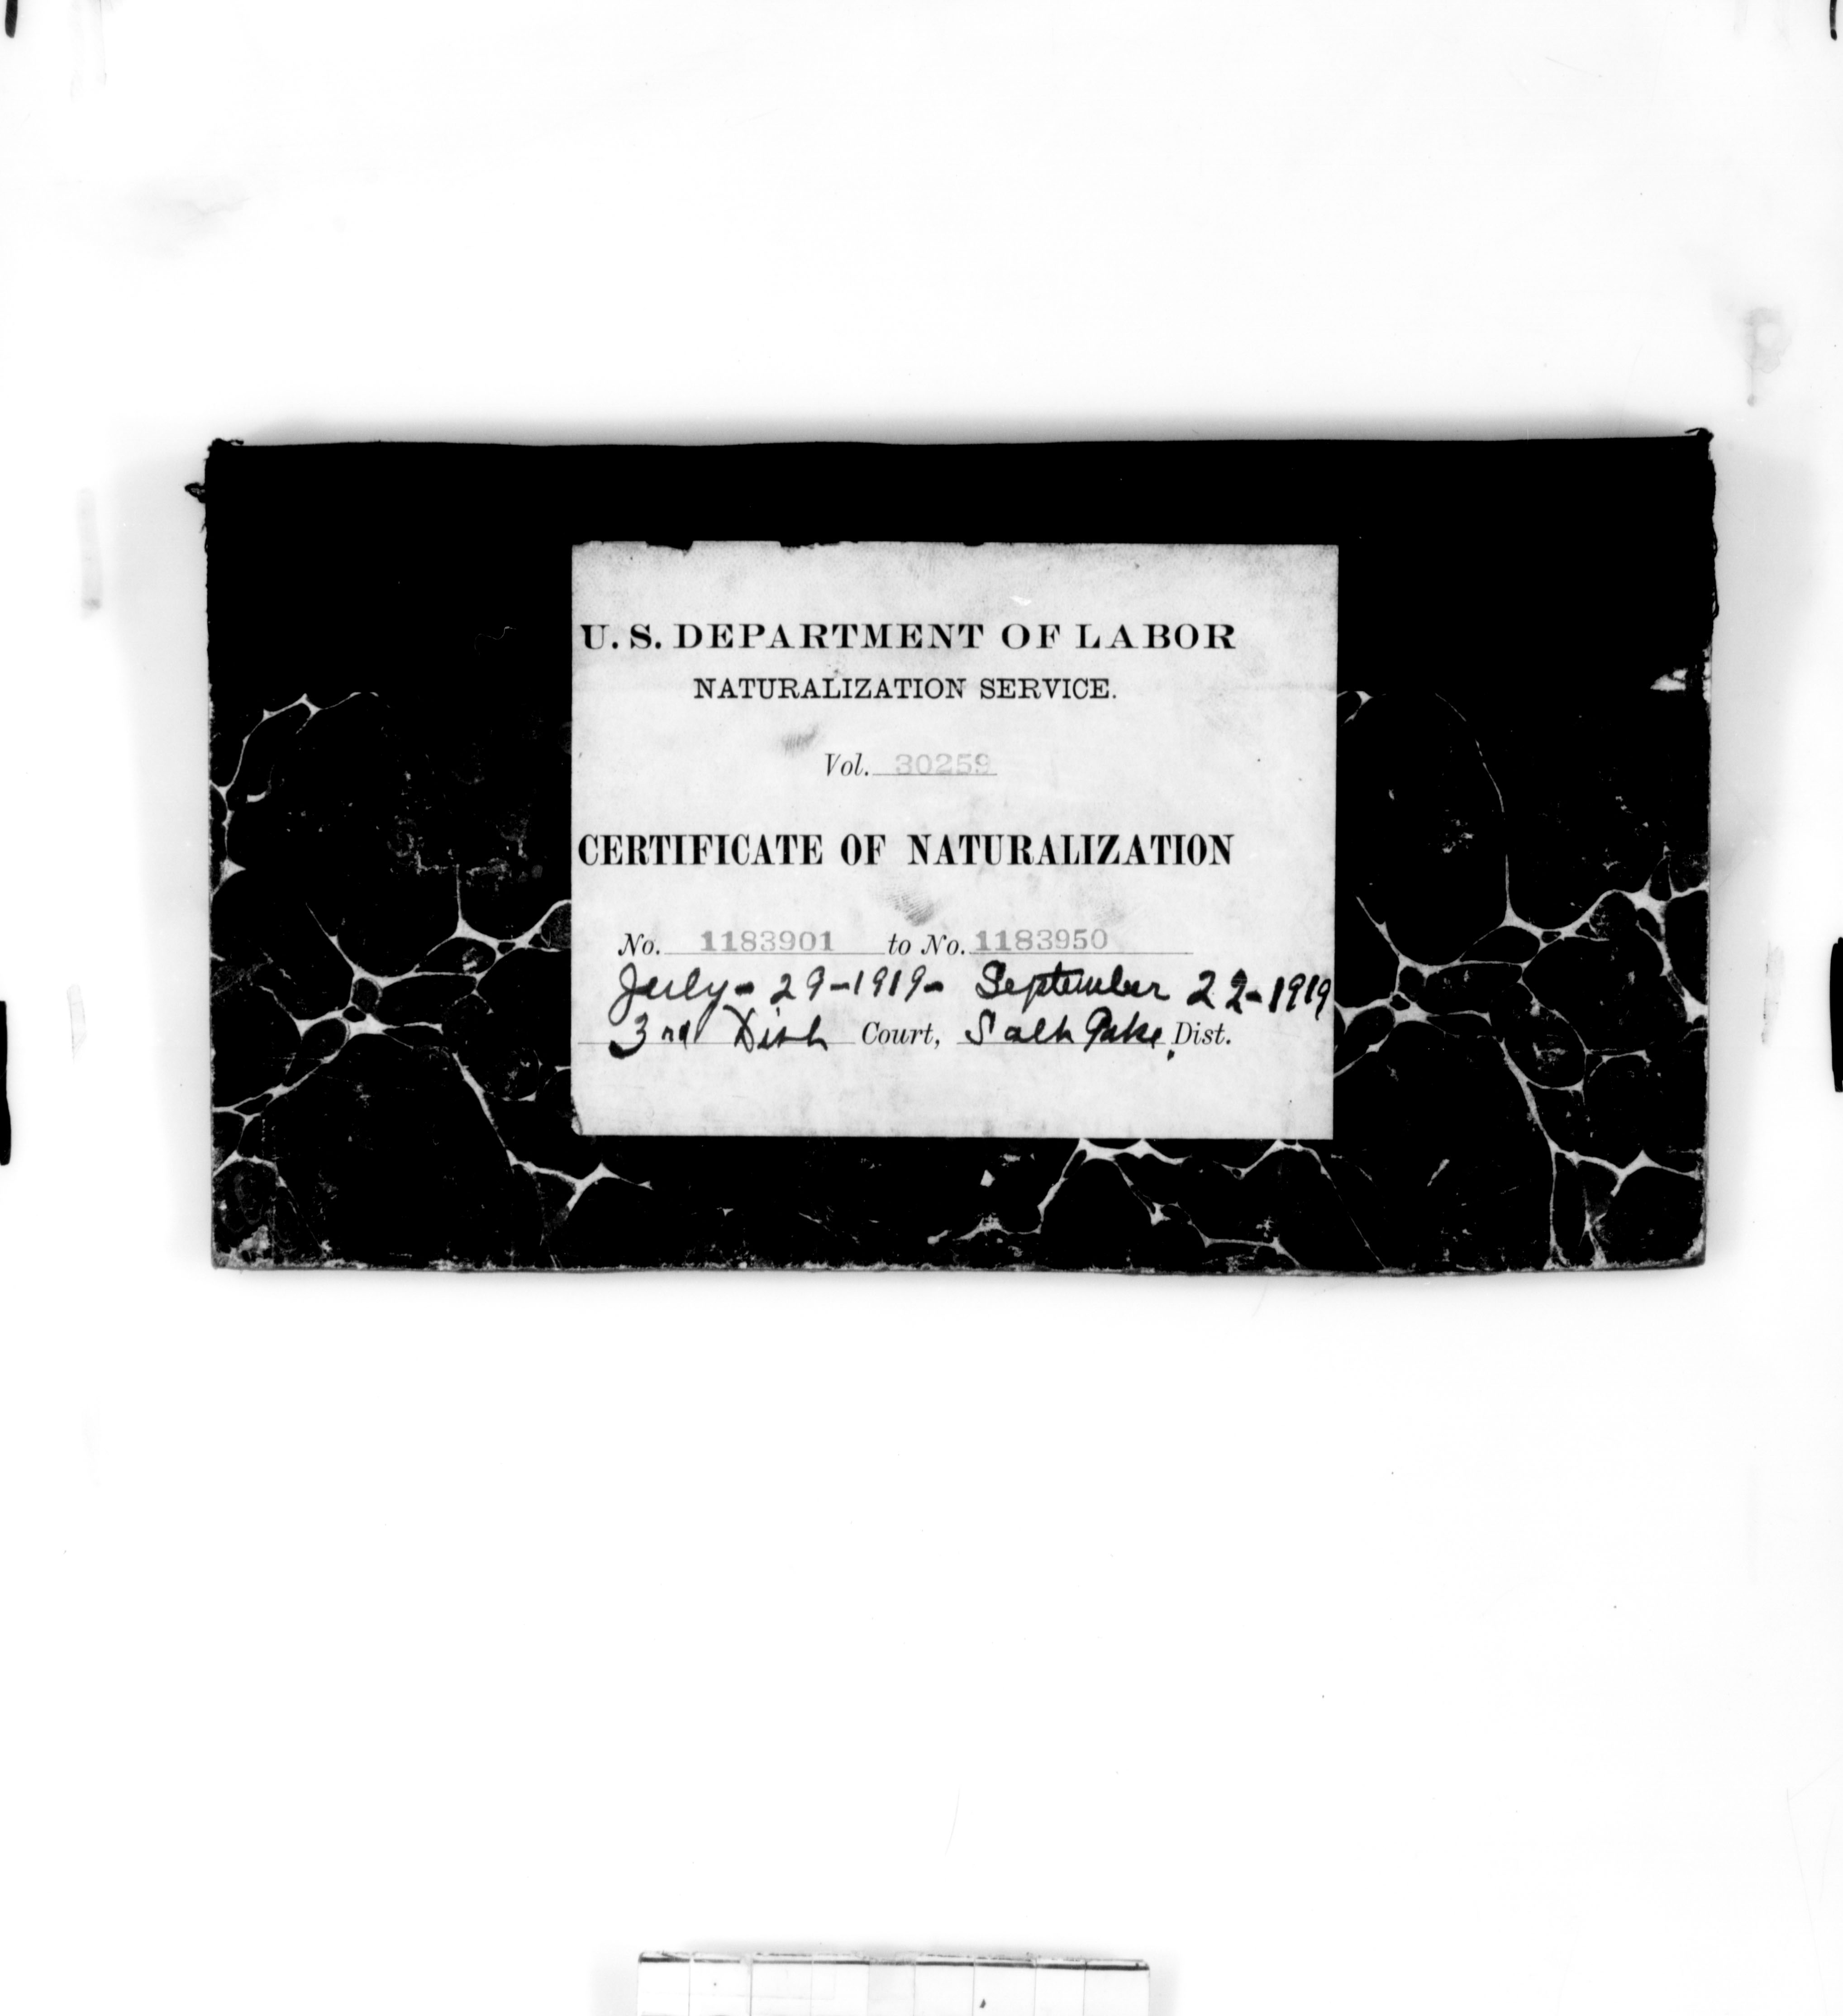 U. S. DEPARTMENT OF LABOR
NATURALIZATION SERVICE.
Vol. 30259
CERTIFICATE OF NATURALIZATION
No. 1183901 to No. 1183950
July - 29-1919- September 22-1919
3rd Dist Court, Salt Lake, Dist.